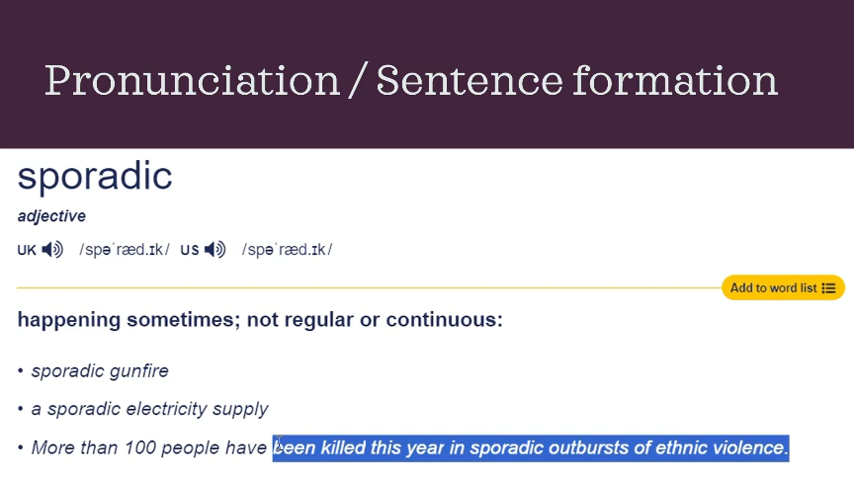 Pronunciation / Sentence formation
sporadic
adjective
UK /spəˈræd.ɪk/ US /spəˈræd.ɪk/
Add to word list
happening sometimes; not regular or continuous:
• sporadic gunfire
• a sporadic electricity supply
• More than 100 people have been killed this year in sporadic outbursts of ethnic violence.